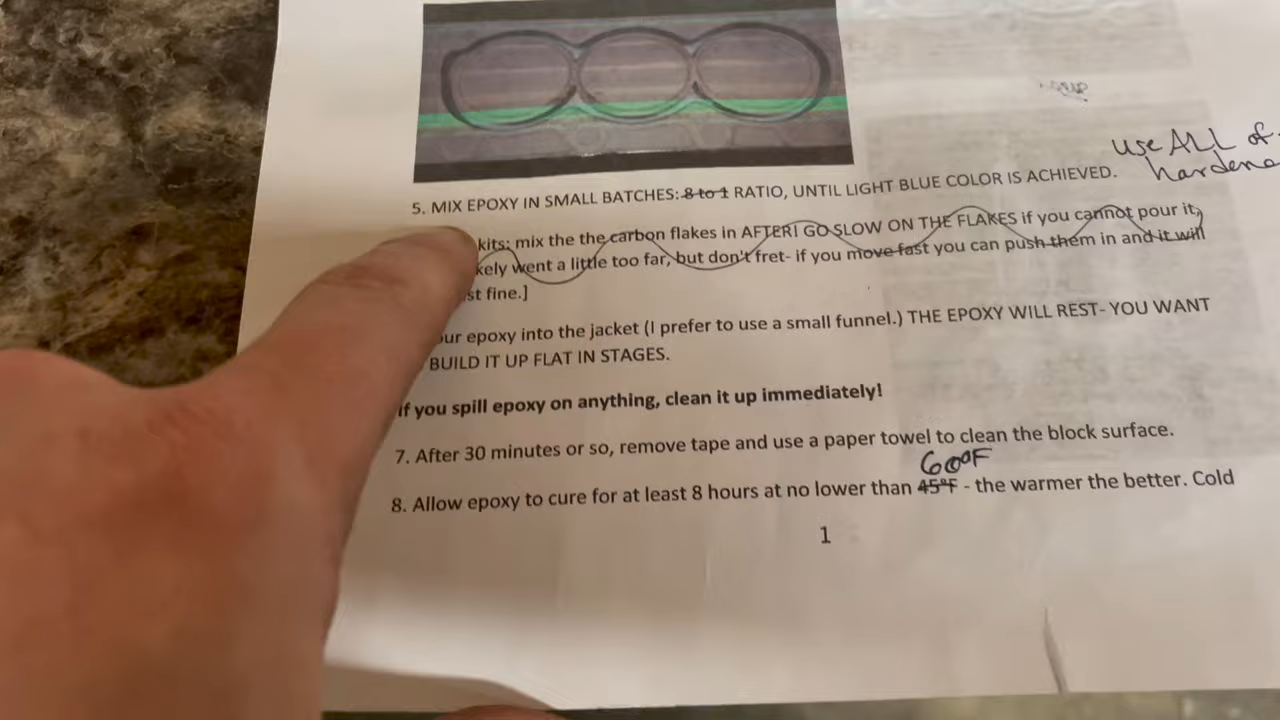 use ALL of
5. MIX EPOXY IN SMALL BATCHES: 8 to 1 RATIO, UNTIL LIGHT BLUE COLOR IS ACHIEVED.
kits: mix the the carbon flakes in AFTER! GO SLOW ON THE FLAKES if you cannot pour it,
went a little too far, but don't fret- if you move fast you can push them in and it will
fine.]
epoxy into the jacket (I prefer to use a small funnel.) THE EPOXY WILL REST- YOU WANT
BUILD IT UP FLAT IN STAGES.
If you spill epoxy on anything, clean it up immediately!
7. After 30 minutes or so, remove tape and use a paper towel to clean the block surface.
60°F
8. Allow epoxy to cure for at least 8 hours at no lower than 45°F - the warmer the better. Cold
1